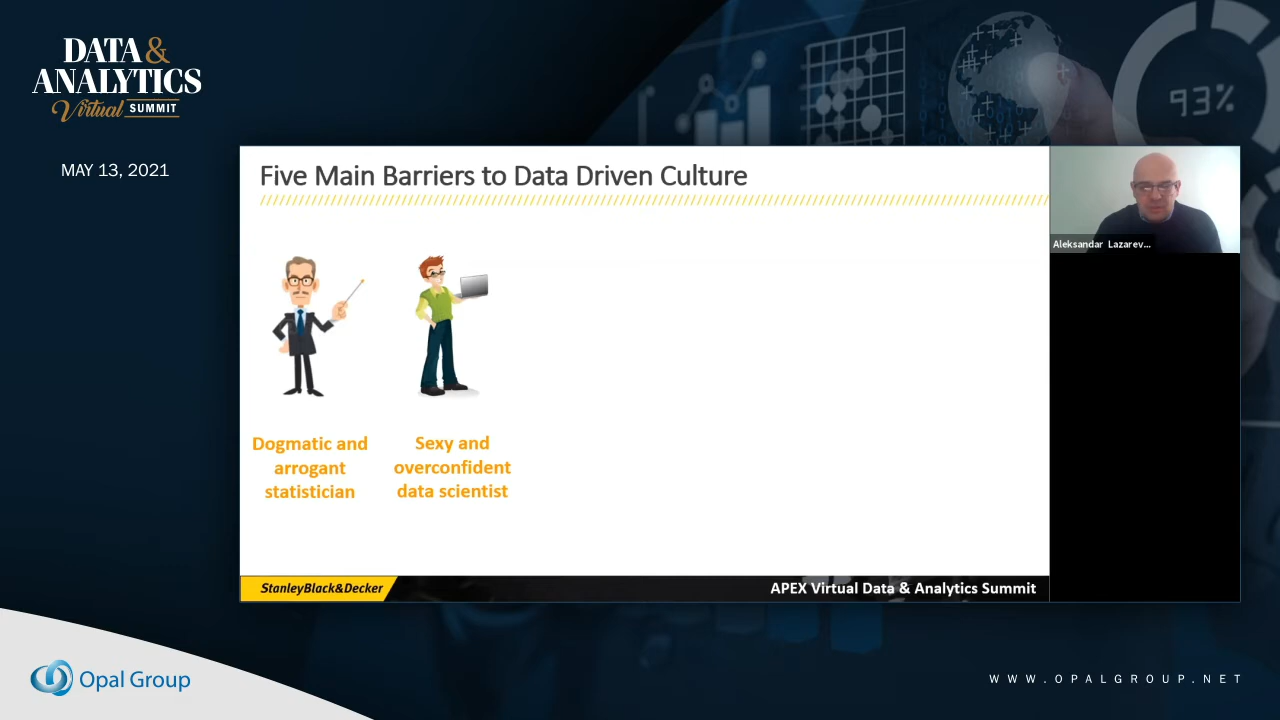 DATA &
ANALYTICS
Virtual SUMMIT
MAY 13, 2021
93%
Five Main Barriers to Data Driven Culture
Aleksandar Lazarev...
Dogmatic and
arrogant
statistician
Sexy and
overconfident
data scientist
StanleyBlack&Decker
APEX Virtual Data & Analytics Summit
Opal Group
WWW.OPALGROUP.NET